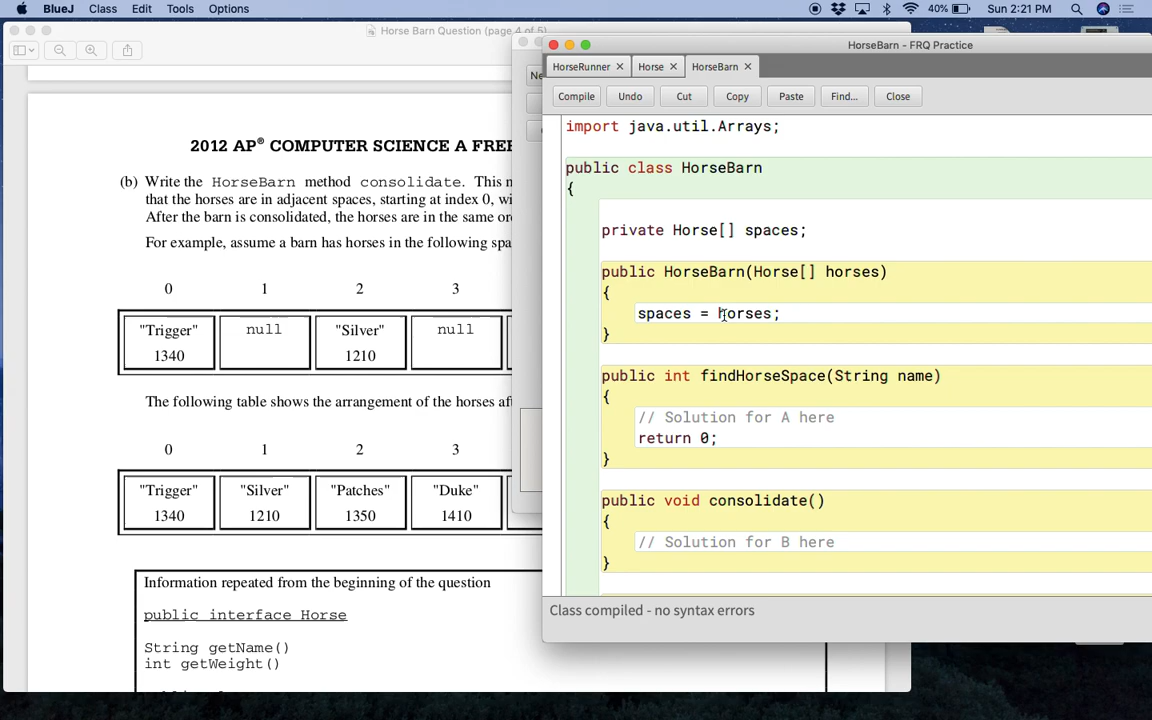 BlueJ Class Edit Tools Options 40% Sun 2:21 PM
Horse Barn Question (page 4 of 5)
HorseBarn - FRQ Practice
HorseRunner Horse HorseBarn
Compile Undo Cut Copy Paste Find... Close
Ne
import java.util.Arrays;
public class HorseBarn
{
private Horse[] spaces;
public HorseBarn(Horse[] horses)
{
spaces = horses;
}
public int findHorseSpace(String name)
{
// Solution for A here
return 0;
}
public void consolidate()
{
// Solution for B here
}
Class compiled - no syntax errors
2012 AP® COMPUTER SCIENCE A FREE
(b) Write the HorseBarn method consolidate. This m
that the horses are in adjacent spaces, starting at index 0, wi
After the barn is consolidated, the horses are in the same or
For example, assume a barn has horses in the following spa
0 1 2 3
"Trigger" null "Silver" null
1340 1210
The following table shows the arrangement of the horses aft
0 1 2 3
"Trigger" "Silver" "Patches" "Duke"
1340 1210 1350 1410
Information repeated from the beginning of the question
public interface Horse
String getName()
int getWeight()